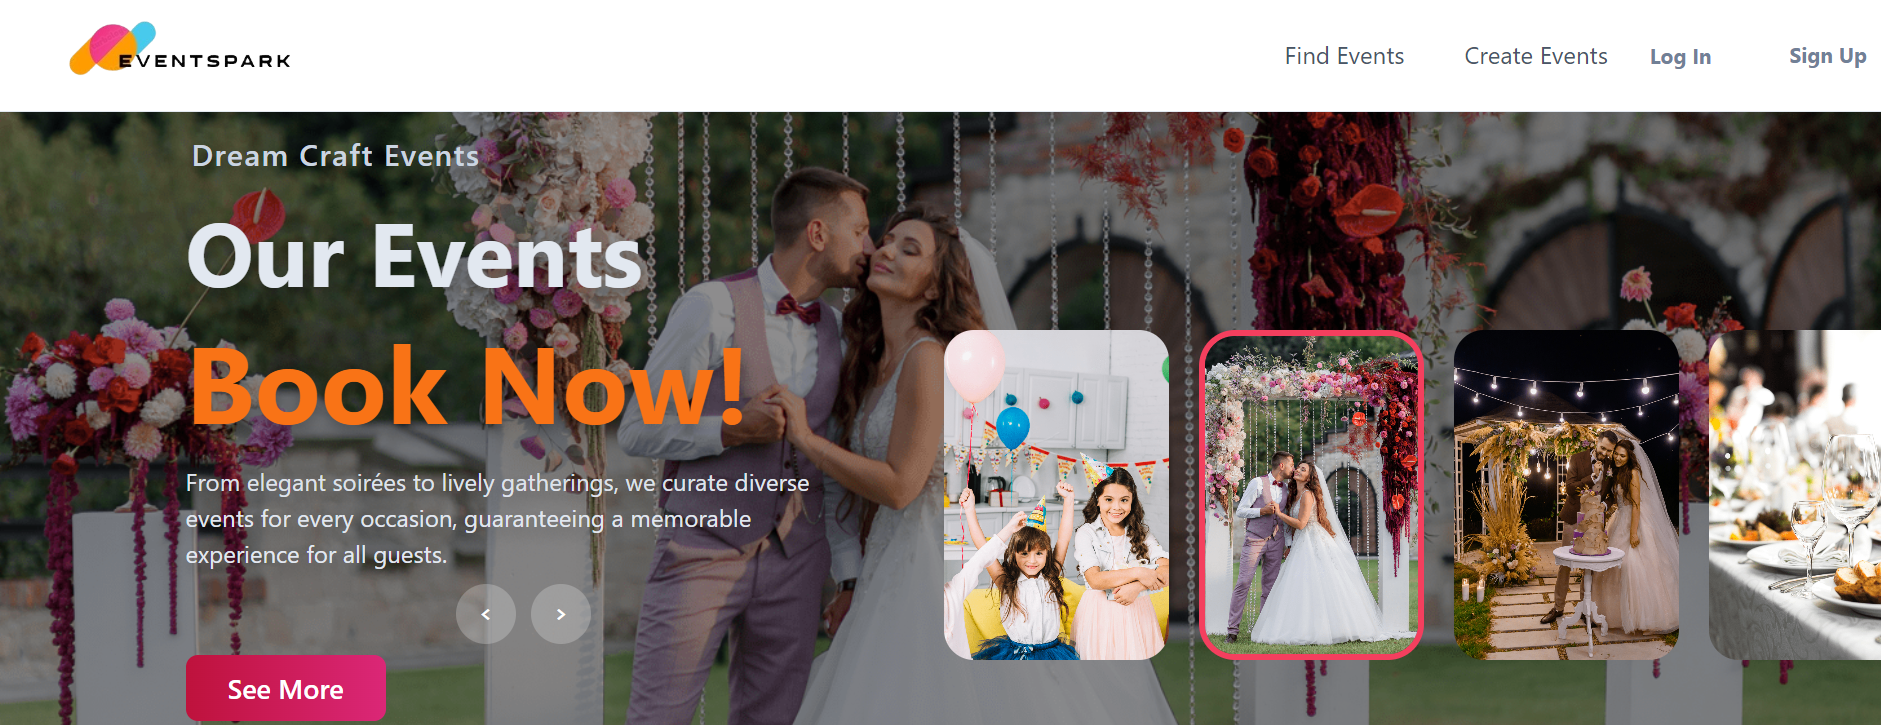 EVENTSPARK
Find Events
Create Events
Log In
Sign Up
Dream Craft Events
Our Events
Book Now!
From elegant soirées to lively gatherings, we curate diverse
events for every occasion, guaranteeing a memorable
experience for all guests.
See More